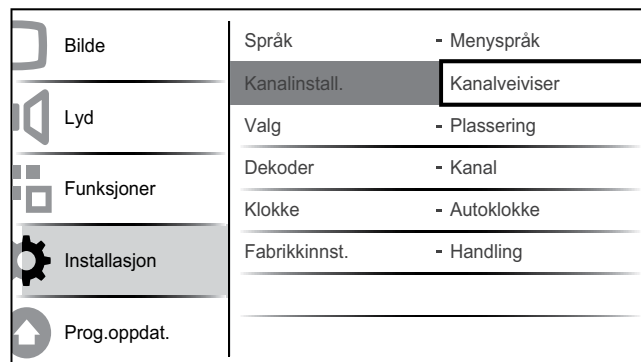 Bilde
Lyd
Funksjoner
Installasjon
Prog.oppdat.
Språk - Menyspråk
Kanalinstall. Kanalveiviser
Valg - Plassering
Dekoder - Kanal
Klokke - Autoklokke
Fabrikkinnst. - Handling